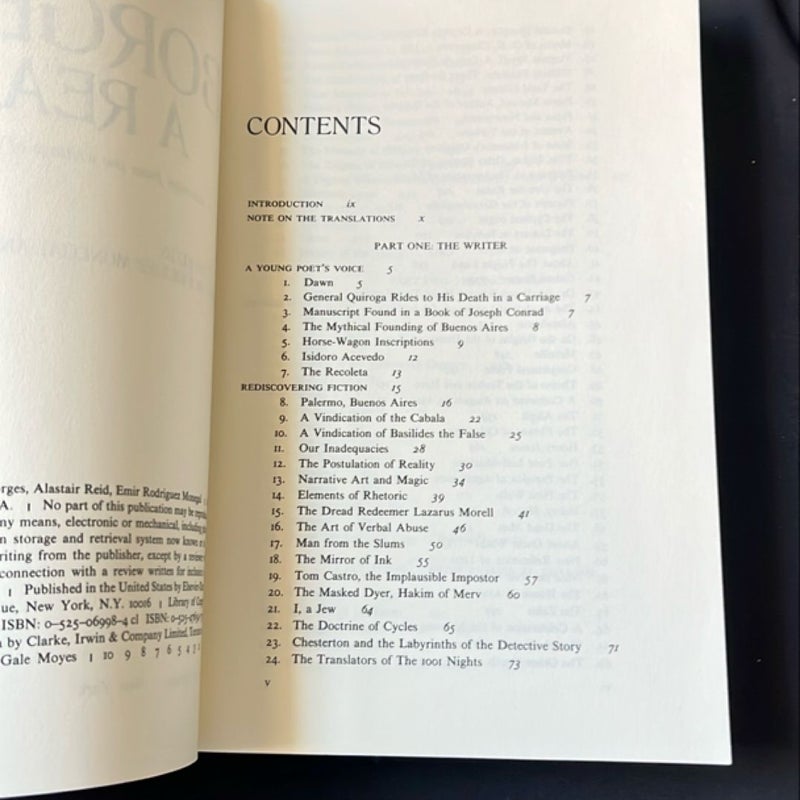 BORGES
A REA
rges, Alastair Reid, Emir Rodriguez Monegal
A. | No part of this publication may be
ny means, electronic or mechanical, including
n storage and retrieval system now known
riting from the publisher, except by a
connection with a review written for
| Published in the United States by Elsevier
ue, New York, N.Y. 10016 | Library of
ISBN: 0-525-06998-4 cl ISBN:
by Clarke, Irwin & Company Limited,
Gale Moyes | 10 9 8 7 6 5 4 3
CONTENTS
INTRODUCTION ix
NOTE ON THE TRANSLATIONS x
PART ONE: THE WRITER
A YOUNG POET'S VOICE 5
1. Dawn 5
2. General Quiroga Rides to His Death in a Carriage 7
3. Manuscript Found in a Book of Joseph Conrad 7
4. The Mythical Founding of Buenos Aires 8
5. Horse-Wagon Inscriptions 9
6. Isidoro Acevedo 12
7. The Recoleta 13
REDISCOVERING FICTION 15
8. Palermo, Buenos Aires 16
9. A Vindication of the Cabala 22
10. A Vindication of Basilides the False 25
11. Our Inadequacies 28
12. The Postulation of Reality 30
13. Narrative Art and Magic 34
14. Elements of Rhetoric 39
15. The Dread Redeemer Lazarus Morell 41
16. The Art of Verbal Abuse 46
17. Man from the Slums 50
18. The Mirror of Ink 55
19. Tom Castro, the Implausible Impostor 57
20. The Masked Dyer, Hakim of Merv 60
21. I, a Jew 64
22. The Doctrine of Cycles 65
23. Chesterton and the Labyrinths of the Detective Story 71
24. The Translators of The 1001 Nights 73
v